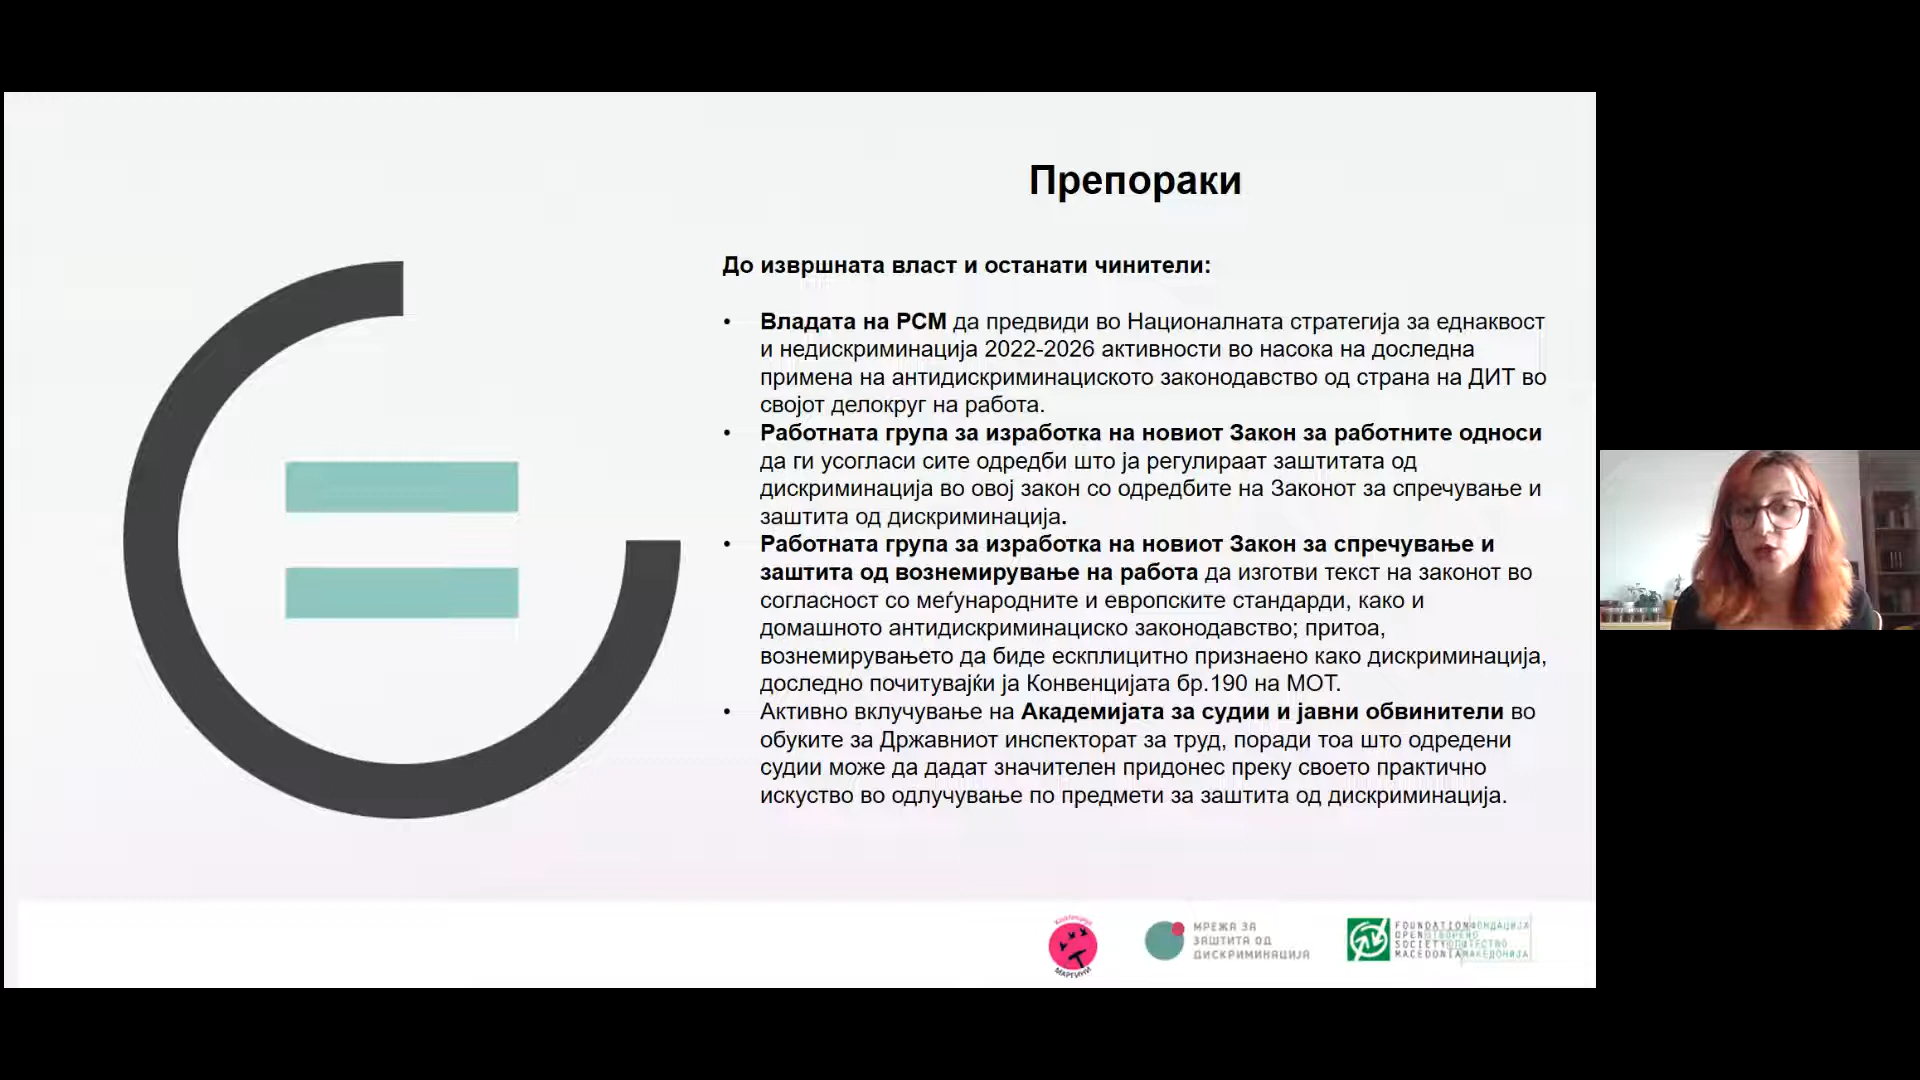 Препораки
До извршната власт и останати чинители:
• Владата на РСМ да предвиди во Националната стратегија за еднаквост
и недискриминација 2022-2026 активности во насока на доследна
примена на антидискриминациското законодавство од страна на ДИТ во
својот делокруг на работа.
• Работната група за изработка на новиот Закон за работните односи
да ги усогласи сите одредби што ја регулираат заштитата од
дискриминација во овој закон со одредбите на Законот за спречување и
заштита од дискриминација.
• Работната група за изработка на новиот Закон за спречување и
заштита од вознемирување на работа да изготви текст на законот во
согласност со меѓународните и европските стандарди, како и
домашното антидискриминациско законодавство; притоа,
вознемирувањето да биде ескплицитно признаено како дискриминација,
доследно почитувајќи ја Конвенцијата бр.190 на МОТ.
• Активно вклучување на Академијата за судии и јавни обвинители во
обуките за Државниот инспекторат за труд, поради тоа што одредени
судии може да дадат значителен придонес преку своето практично
искуство во одлучување по предмети за заштита од дискриминација.
МАРГИНИ
МРЕЖА ЗА
ЗАШТИТА ОД
ДИСКРИМИНАЦИЈА
FOUNDATION ФОНДАЦИЈА
OPEN ОТВОРЕНО
SOCIETY ОПШТЕСТВО
MACEDONIA МАКЕДОНИЈА